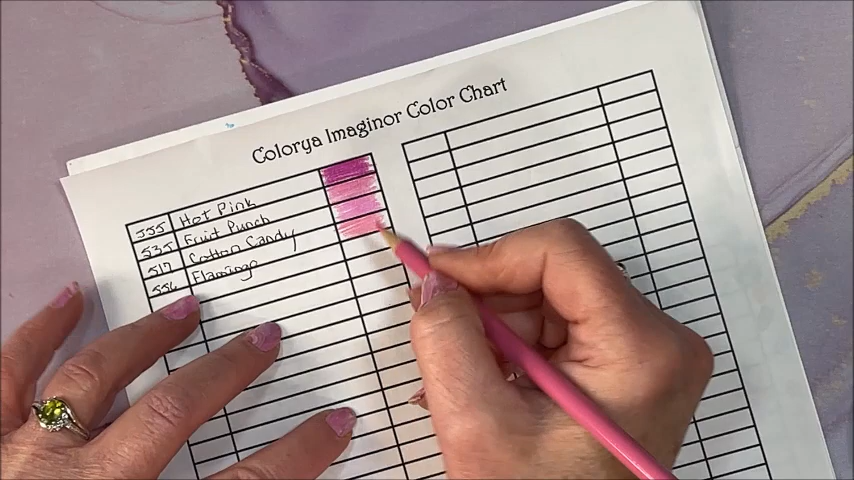 Colorya Imaginor Color Chart
555 Hot Pink
535 Fruit Punch
517 Cotton Candy
556 Flamingo